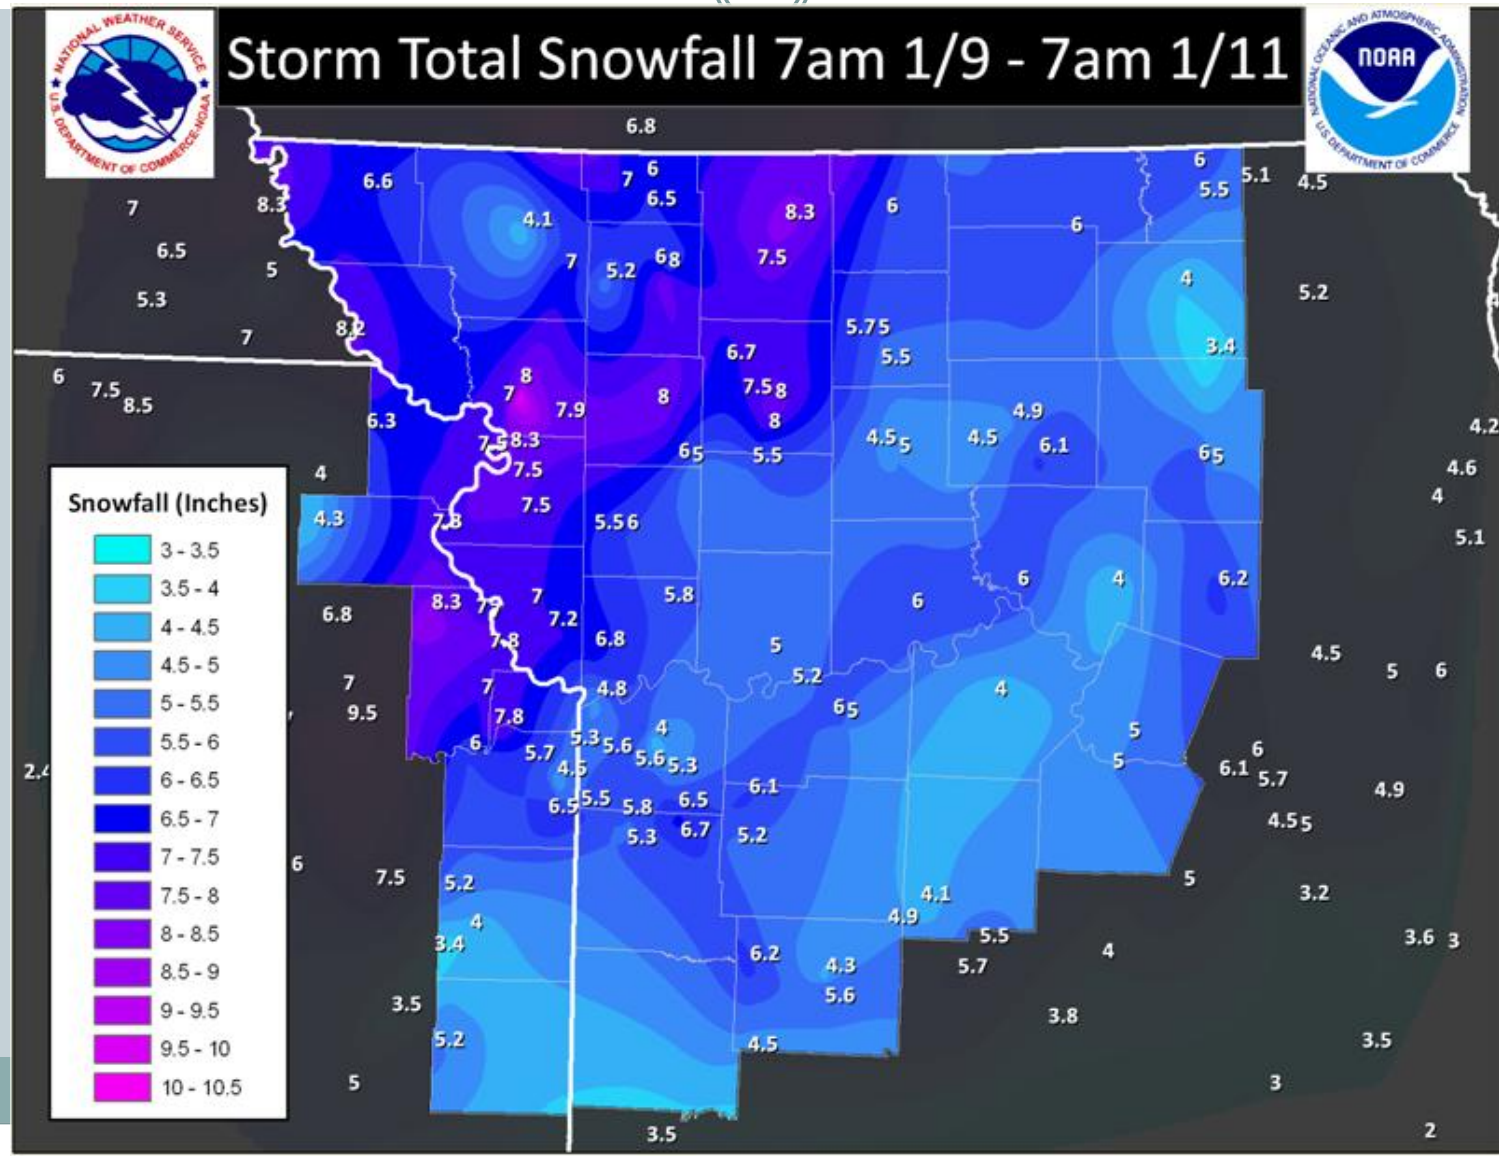 Storm Total Snowfall 7am 1/9 - 7am 1/11
NATIONAL WEATHER SERVICE
U.S. DEPARTMENT OF COMMERCE-NOAA
NATIONAL OCEANIC AND ATMOSPHERIC ADMINISTRATION
NOAA
U.S. DEPARTMENT OF COMMERCE
6.8
6
6 5.1
6.6 7 4.5
6.5 5.5
7 8.3 4.1 8.3 6
6
6.5 7 5.2 6 8 7.5
5 4
5.3 5.2
8.2 5.75
7 6.7 5.5 3.4
6 7.5 8 7.5 8
8.5 7 7.9 8 4.9
6.3 8 4.2
7.5 8.3 4.5 5 4.5 6.1
6 5 5.5 6 5
4 7.5 4.6
7.5 4
4.3 7.3 5.5 6
5.1
6 4 6.2
8.3 7 5.8 6
6.8 7.2
7.8 6.8 5 4.5
5 6
7 7 4.8 5.2 4
9.5 7.8 6 5
6 5.3 5.6 4 5 6
5.7 5.6 5.3 5 6.1
2.4 4.5 5.7
6.5 5.5 5.8 6.5 6.1 4.9
5.3 6.7 5.2 4.5 5
6 7.5 5.2 5
4.1 3.2
4 4.9
3.4 5.5 3.6 3
6.2 4.3 5.7 4
3.5 5.6 3.8
5.2 4.5 3.5
5 3
3.5 2
Snowfall (Inches)
3 - 3.5
3.5 - 4
4 - 4.5
4.5 - 5
5 - 5.5
5.5 - 6
6 - 6.5
6.5 - 7
7 - 7.5
7.5 - 8
8 - 8.5
8.5 - 9
9 - 9.5
9.5 - 10
10 - 10.5